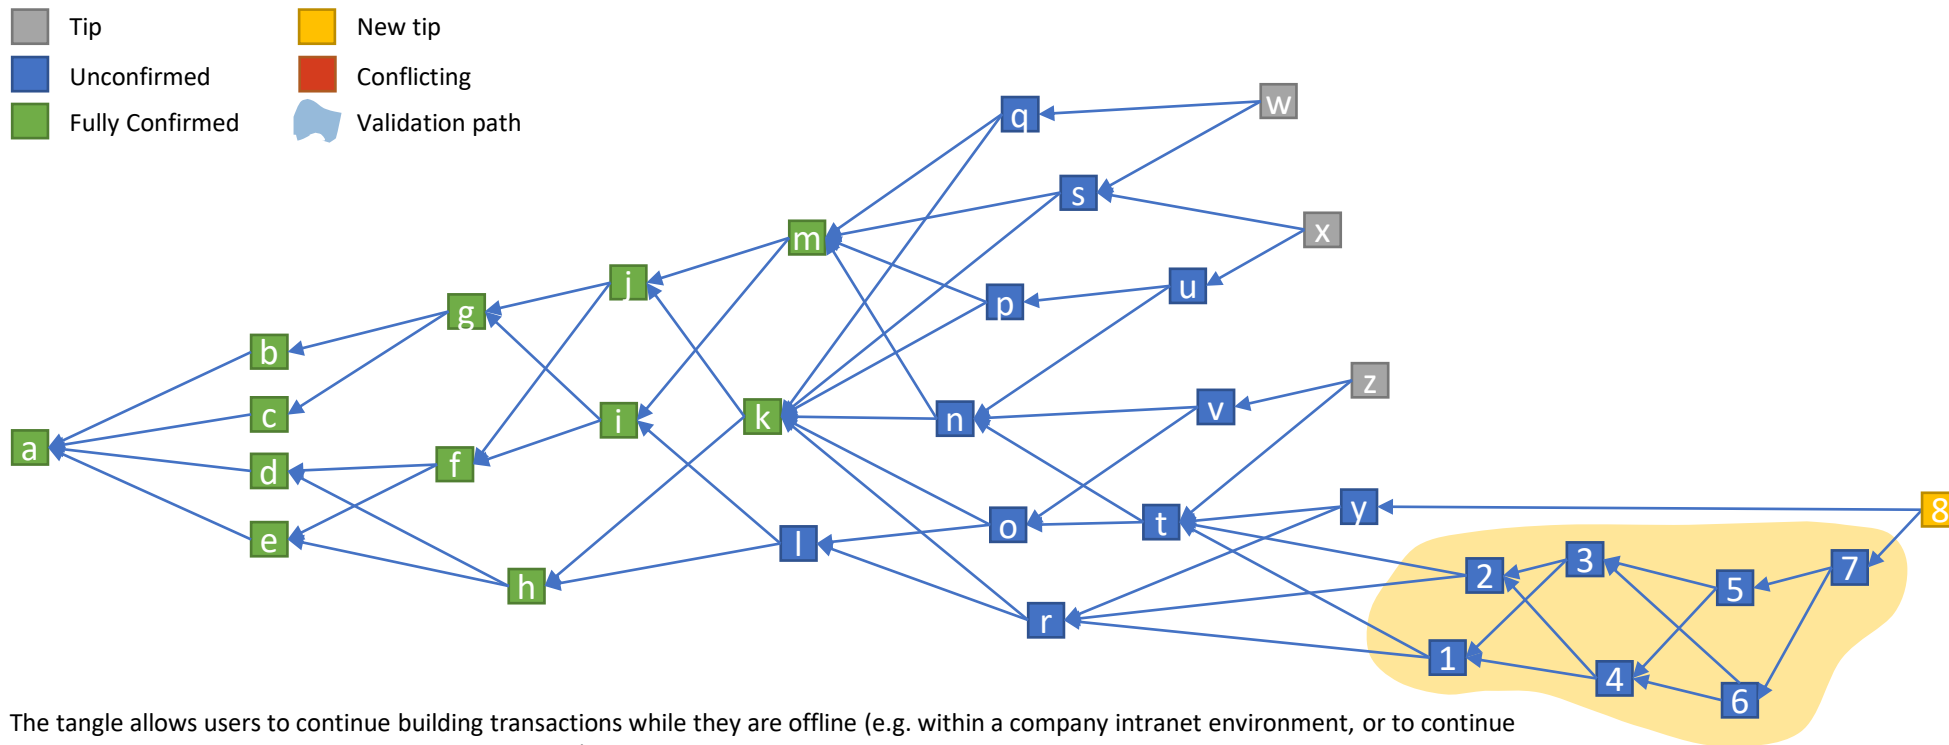 Tip
New tip
Unconfirmed
Conflicting
Fully Confirmed
Validation path
q
w
s
m
x
j
p
u
g
b
z
c
i
k
n
v
a
d
f
e
o
t
y
8
l
h
2
3
5
7
r
1
4
6
The tangle allows users to continue building transactions while they are offline (e.g. within a company intranet environment, or to continue